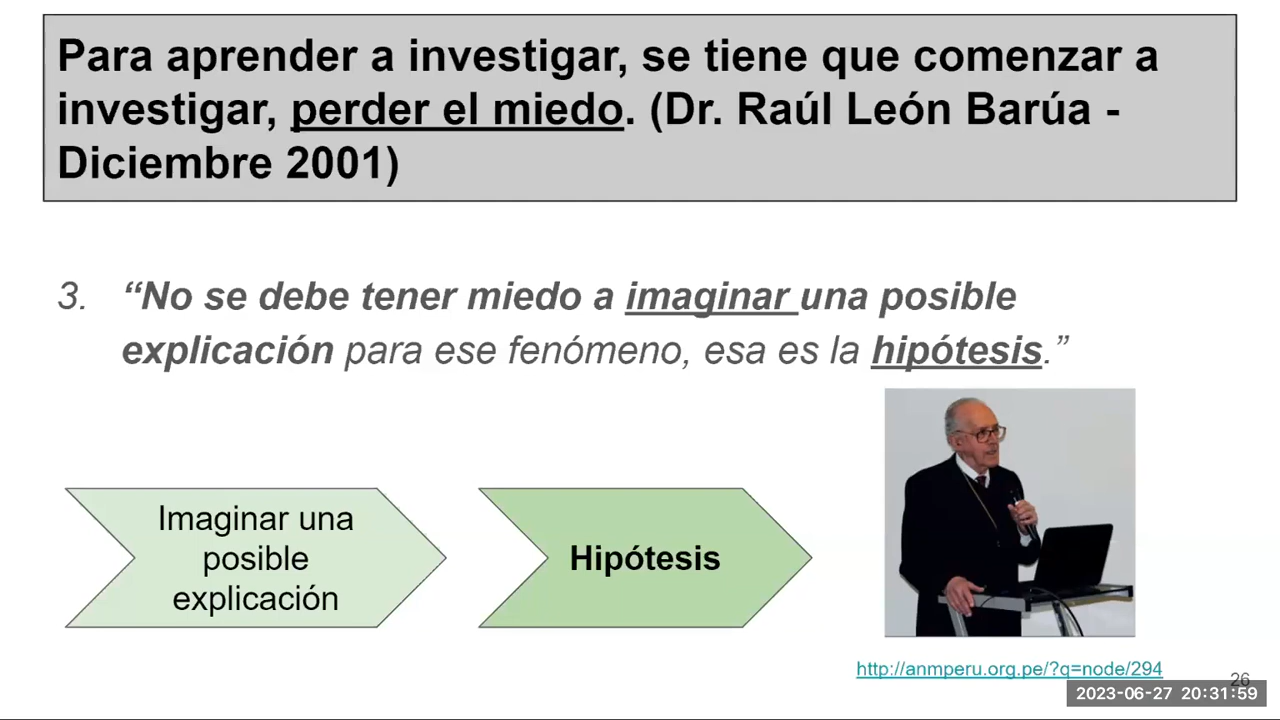 Para aprender a investigar, se tiene que comenzar a
investigar, perder el miedo. (Dr. Raúl León Barúa -
Diciembre 2001)
3. “No se debe tener miedo a imaginar una posible
explicación para ese fenómeno, esa es la hipótesis.”
Imaginar una
posible
explicación
Hipótesis
http://anmperu.org.pe/?q=node/294
26
2023-06-27 20:31:59